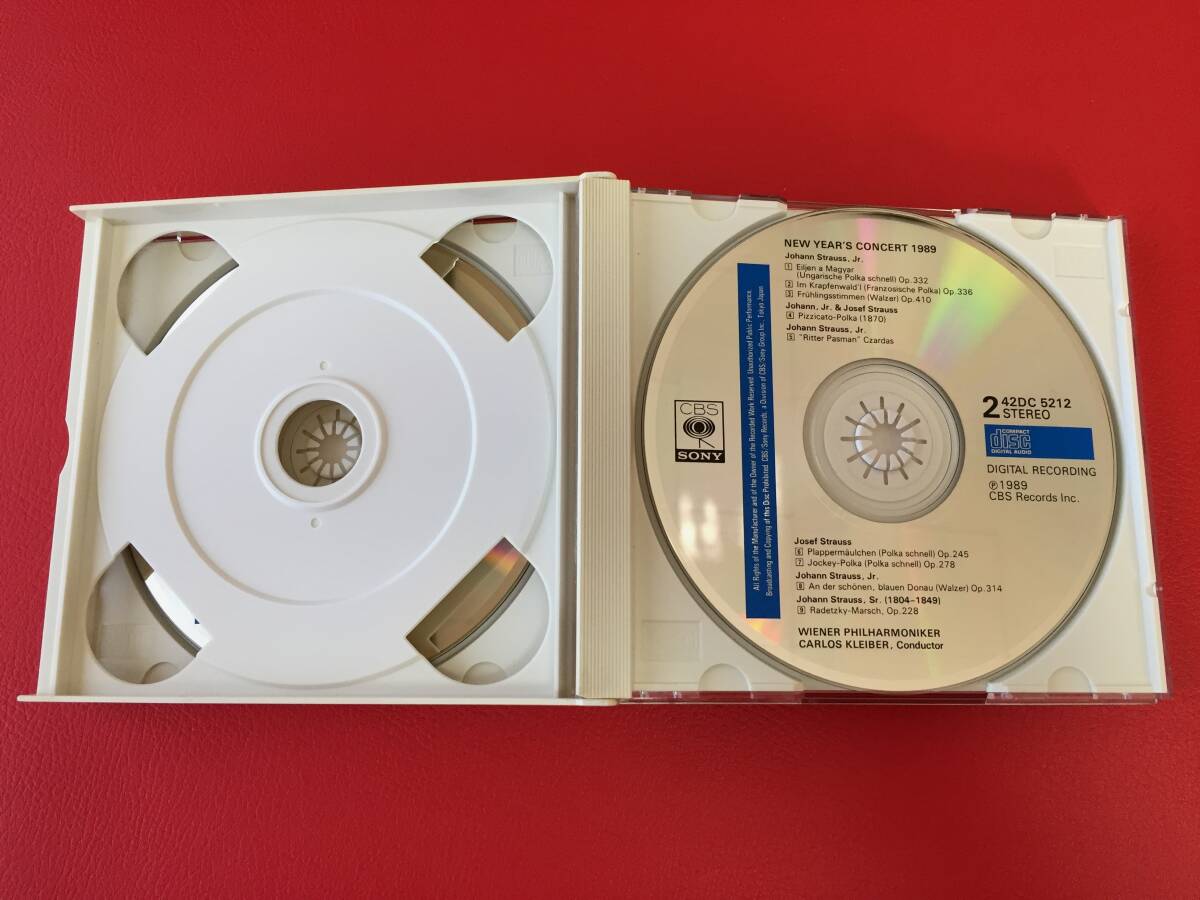 NEW YEAR'S CONCERT 1989
Johann Strauss, Jr.
1 Eiljen a Magyar
(Ungarische Polka schnell) Op.332
2 Im Krapfenwald'l (Franzosische Polka) Op.336
3 Frühlingsstimmen (Walzer) Op.410
Johann, Jr. & Josef Strauss
4 Pizzicato-Polka (1870)
Johann Strauss, Jr.
5 "Ritter Pasman" Czardas
All Rights of the Manufacturer and of the Owner of the Recorded Work Reserved. Unauthorized Public Performance,
Broadcasting and Copying of this Disc Prohibited. CBS/Sony Records, a Division of CBS/Sony Group Inc., Tokyo Japan
CBS
SONY
2 42DC 5212
STEREO
COMPACT
disc
DIGITAL AUDIO
DIGITAL RECORDING
℗1989
CBS Records Inc.
Josef Strauss
6 Plappermäulchen (Polka schnell) Op.245
7 Jockey-Polka (Polka schnell) Op.278
Johann Strauss, Jr.
8 An der schönen, blauen Donau (Walzer) Op.314
Johann Strauss, Sr. (1804-1849)
9 Radetzky-Marsch, Op.228
WIENER PHILHARMONIKER
CARLOS KLEIBER, Conductor